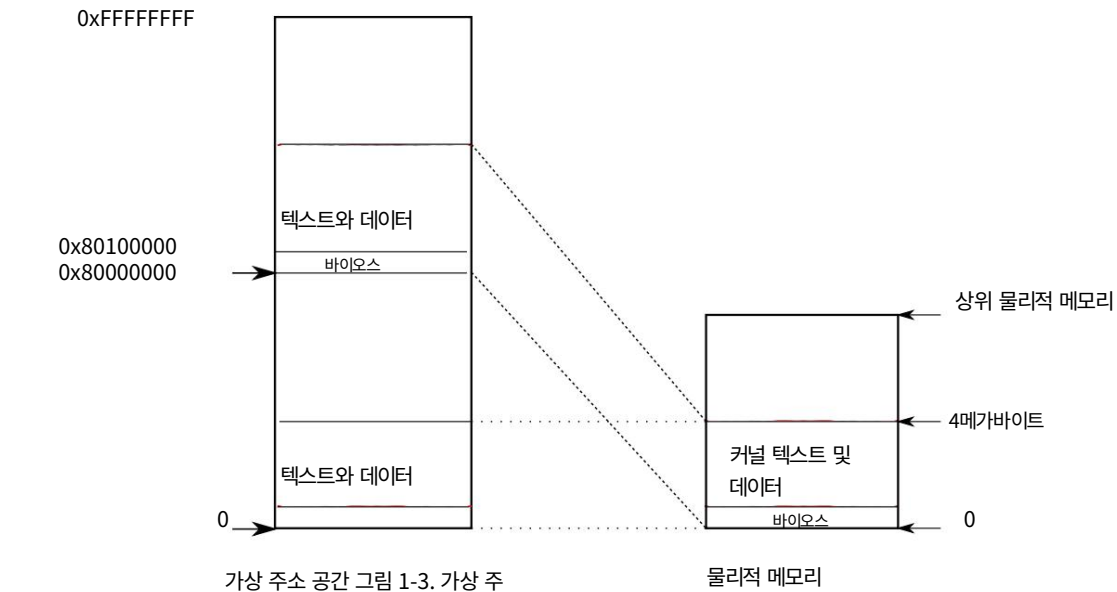 0xFFFFFFFF
텍스트와 데이터
0x80100000
바이오스
0x80000000
상위 물리적 메모리
4메가바이트
커널 텍스트 및
데이터
텍스트와 데이터
0
바이오스
0
가상 주소 공간 그림 1-3. 가상 주
물리적 메모리